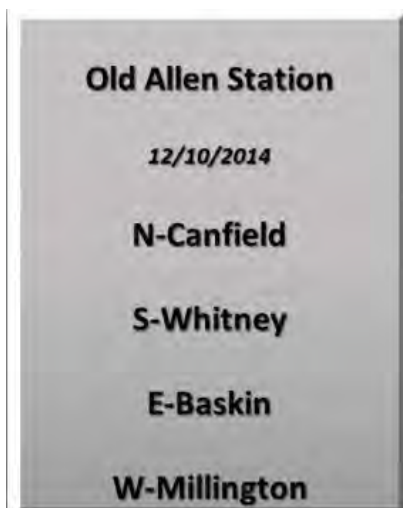 Old Allen Station
12/10/2014
N-Canfield
S-Whitney
E-Baskin
W-Millington